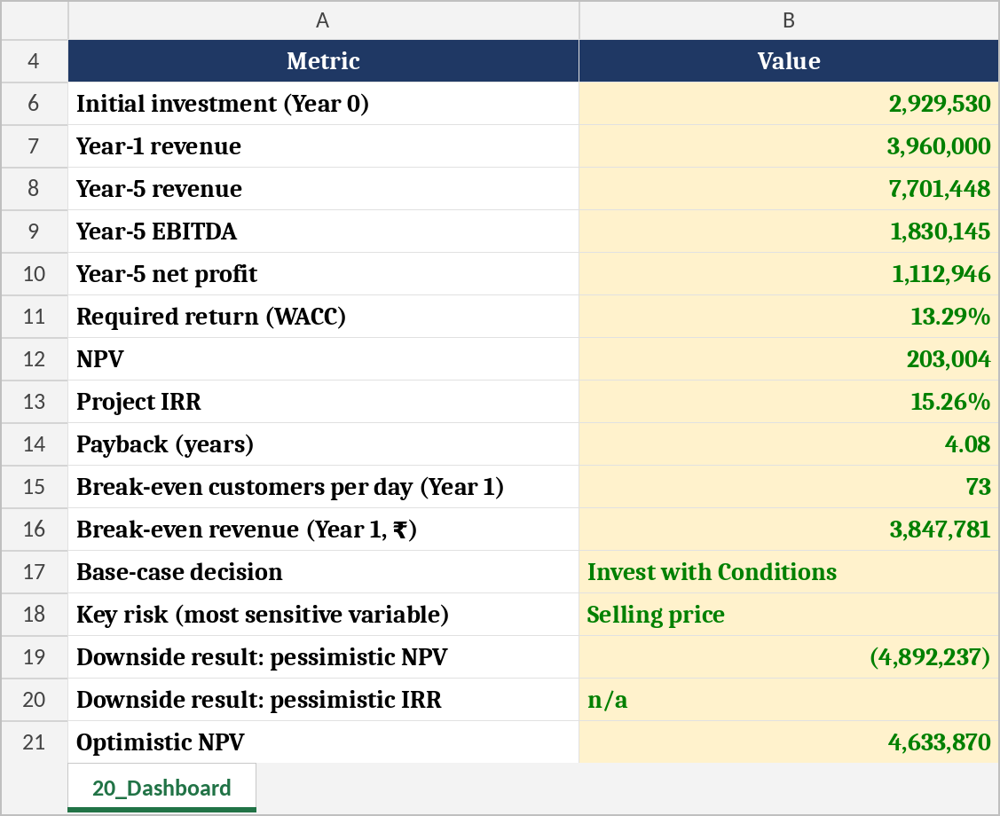 A B
4 Metric Value
6 Initial investment (Year 0) 2,929,530
7 Year-1 revenue 3,960,000
8 Year-5 revenue 7,701,448
9 Year-5 EBITDA 1,830,145
10 Year-5 net profit 1,112,946
11 Required return (WACC) 13.29%
12 NPV 203,004
13 Project IRR 15.26%
14 Payback (years) 4.08
15 Break-even customers per day (Year 1) 73
16 Break-even revenue (Year 1, ₹) 3,847,781
17 Base-case decision Invest with Conditions
18 Key risk (most sensitive variable) Selling price
19 Downside result: pessimistic NPV (4,892,237)
20 Downside result: pessimistic IRR n/a
21 Optimistic NPV 4,633,870
20_Dashboard